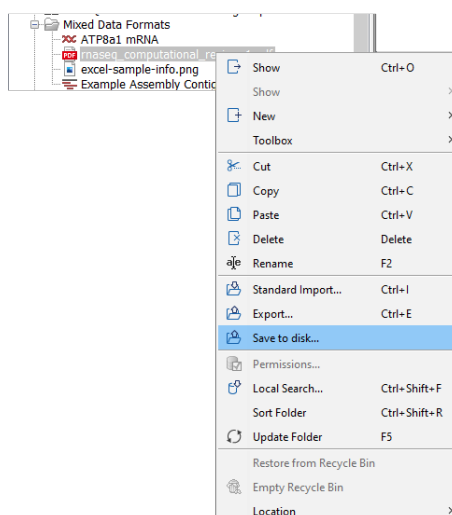 Mixed Data Formats
ATP8a1 mRNA
PDF rnaseq_computational_re
excel-sample-info.png
Example Assembly Contig
Show Ctrl+O
Show
New
Toolbox
Cut Ctrl+X
Copy Ctrl+C
Paste Ctrl+V
Delete Delete
Rename F2
Standard Import... Ctrl+I
Export... Ctrl+E
Save to disk...
Permissions...
Local Search... Ctrl+Shift+F
Sort Folder Ctrl+Shift+R
Update Folder F5
Restore from Recycle Bin
Empty Recycle Bin
Location